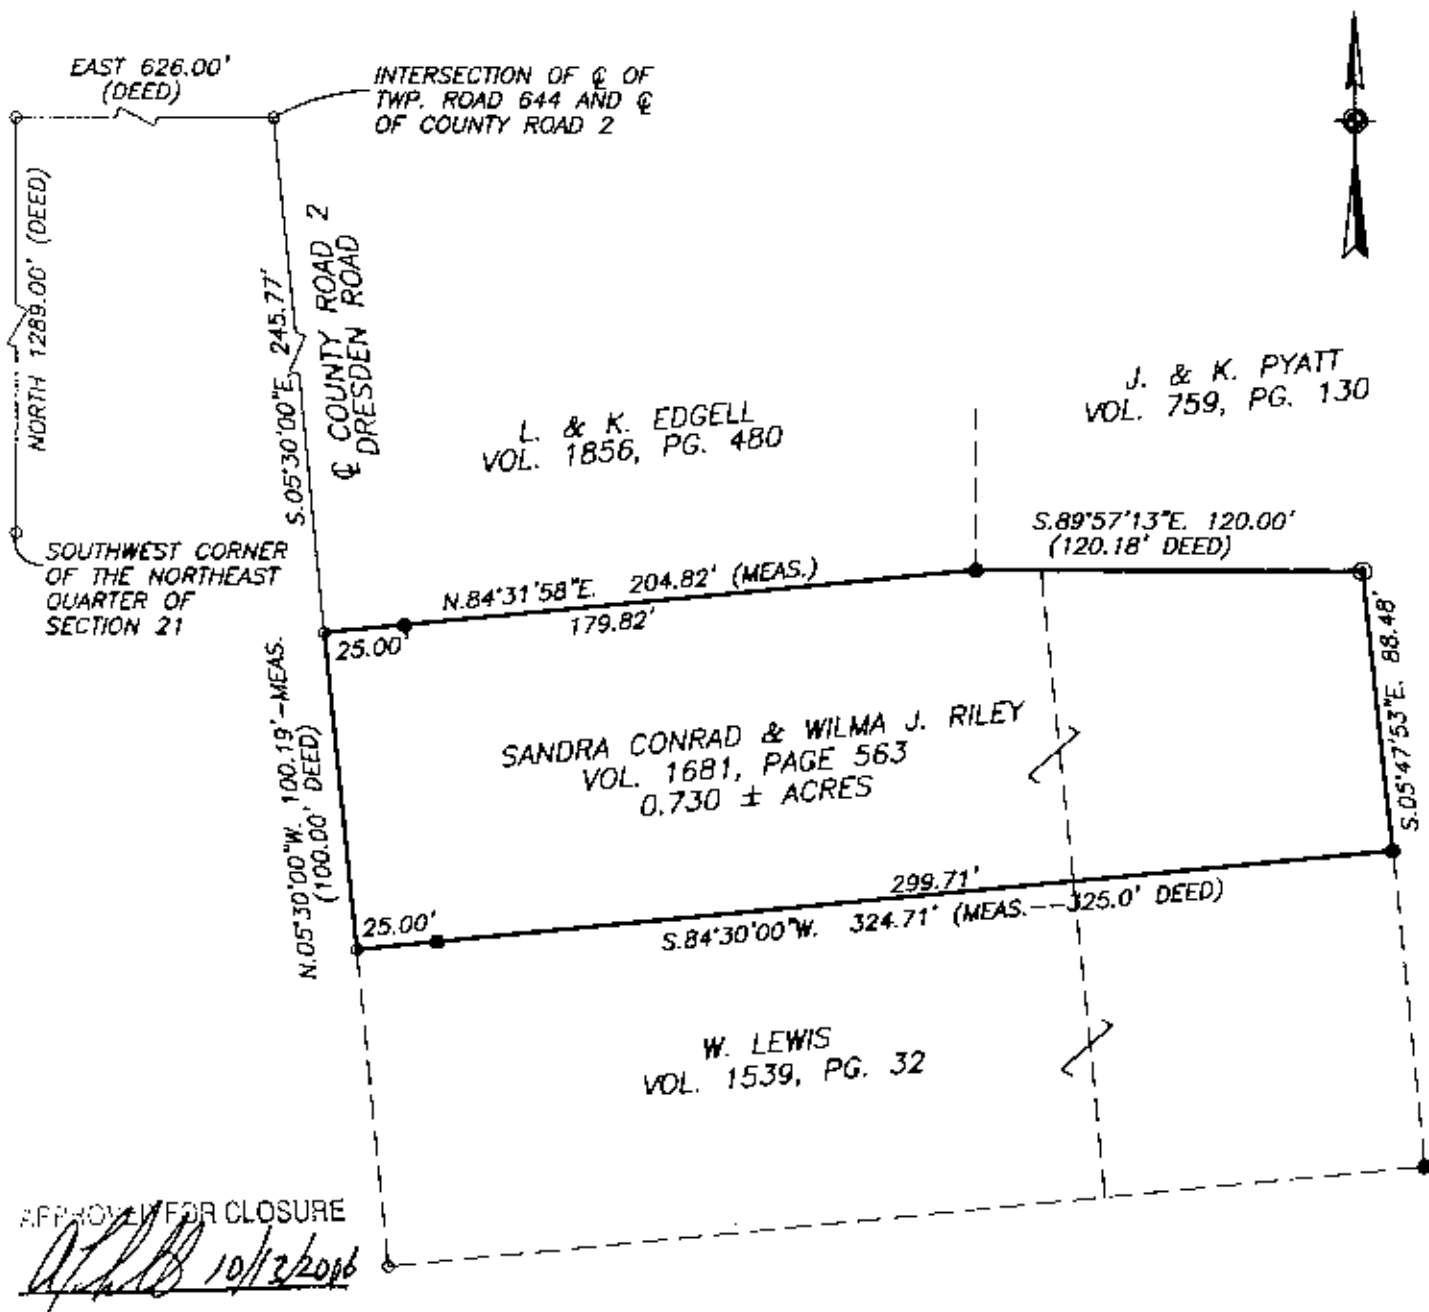 EAST 626.00'
(DEED)
INTERSECTION OF ℄ OF
TWP. ROAD 644 AND ℄
OF COUNTY ROAD 2
NORTH 1289.00' (DEED)
S.05°30'00"E. 245.77'
℄ COUNTY ROAD 2
DRESDEN ROAD
L. & K. EDGELL
VOL. 1856, PG. 480
J. & K. PYATT
VOL. 759, PG. 130
SOUTHWEST CORNER
OF THE NORTHEAST
QUARTER OF
SECTION 21
S.89°57'13"E. 120.00'
(120.18' DEED)
N.84°31'58"E. 204.82' (MEAS.)
25.00'
179.82'
S.05°47'53"E. 88.48'
N.05°30'00"W. 100.19'-MEAS.
(100.00' DEED)
SANDRA CONRAD & WILMA J. RILEY
VOL. 1681, PAGE 563
0.730 ± ACRES
25.00'
299.71'
S.84°30'00"W. 324.71' (MEAS.--325.0' DEED)
W. LEWIS
VOL. 1539, PG. 32
APPROVED FOR CLOSURE
10/13/2006